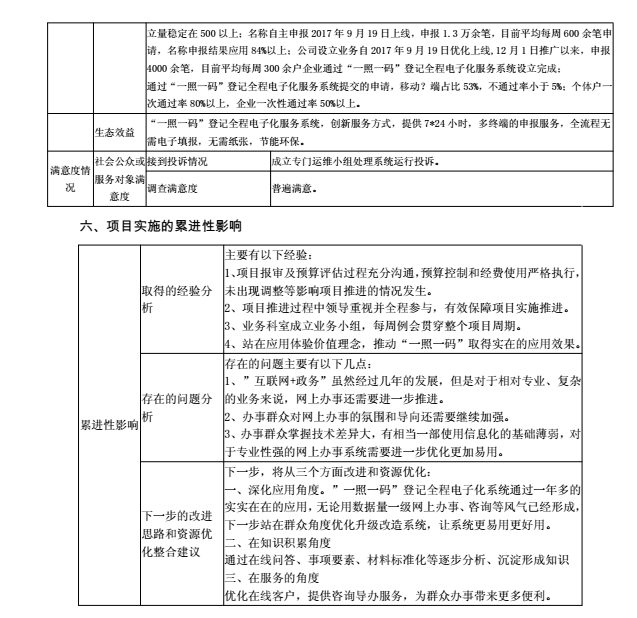 立量稳定在 500 以上；名称自主申报 2017 年 9 月 19 日上线，申报 1.3 万余笔，目前平均每周 600 余笔申
请，名称申报结果应用 84%以上；公司设立业务自 2017 年 9 月 19 日优化上线,12 月 1 日推广以来，申报
4000 余笔，目前平均每周 300 余户企业通过“一照一码”登记全程电子化服务系统设立完成；
通过“一照一码”登记全程电子化服务系统提交的申请，移动？端占比 53%，不通过率小于 5%；个体户一
次通过率 80%以上，企业一次性通过率 50%以上。
生态效益
“一照一码”登记全程电子化服务系统，创新服务方式，提供 7*24 小时，多终端的申报服务，全流程无
需电子填报，无需纸张，节能环保。
满意度情
况
社会公众或
服务对象满
意度
接到投诉情况
成立专门运维小组处理系统运行投诉。
调查满意度
普遍满意。
六、项目实施的累进性影响
累进性影响
取得的经验分
析
主要有以下经验：
1、项目报审及预算评估过程充分沟通，预算控制和经费使用严格执行，
未出现调整等影响项目推进的情况发生。
2、项目推进过程中领导重视并全程参与，有效保障项目实施推进。
3、业务科室成立业务小组，每周例会贯穿整个项目周期。
4、站在应用体验价值理念，推动“一照一码”取得实在的应用效果。
存在的问题分
析
存在的问题主要有以下几点：
1、”互联网+政务”虽然经过几年的发展，但是对于相对专业、复杂
的业务来说，网上办事还需要进一步推进。
2、办事群众对网上办事的氛围和导向还需要继续加强。
3、办事群众掌握技术差异大，有相当一部使用信息化的基础薄弱，对
于专业性强的网上办事系统需要进一步优化更加易用。
下一步的改进
思路和资源优
化整合建议
下一步，将从三个方面改进和资源优化：
一、深化应用角度。”一照一码”登记全程电子化系统通过一年多的
实实在在的应用，无论用数据量一级网上办事、咨询等风气已经形成，
下一步站在群众角度优化升级改造系统，让系统更易用更好用。
二、在知识积累角度
通过在线问答、事项要素、材料标准化等逐步分析、沉淀形成知识
三、在服务的角度
优化在线客户，提供咨询导办服务，为群众办事带来更多便利。